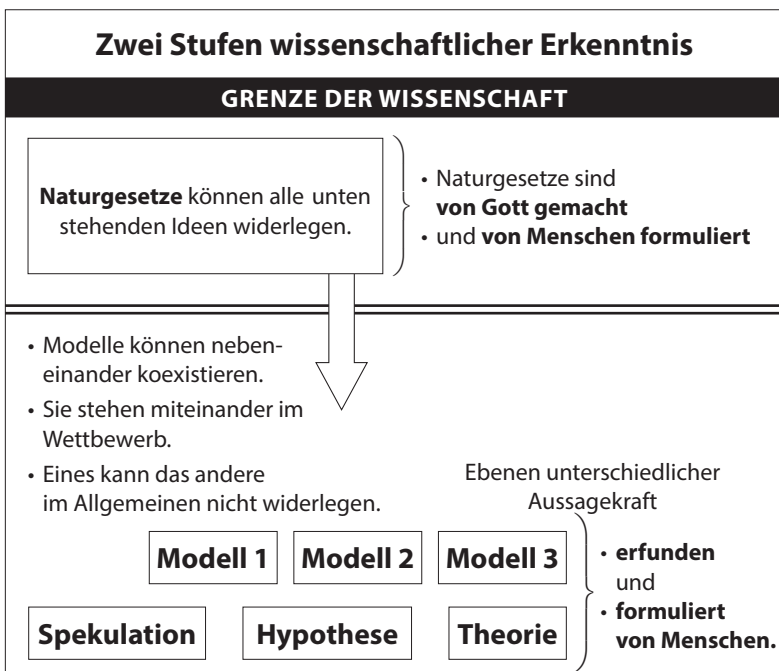 Zwei Stufen wissenschaftlicher Erkenntnis
GRENZE DER WISSENSCHAFT
Naturgesetze können alle unten
stehenden Ideen widerlegen.
• Naturgesetze sind
von Gott gemacht
• und von Menschen formuliert
• Modelle können neben-
einander koexistieren.
• Sie stehen miteinander im
Wettbewerb.
• Eines kann das andere
im Allgemeinen nicht widerlegen.
Ebenen unterschiedlicher
Aussagekraft
Modell 1 Modell 2 Modell 3
Spekulation Hypothese Theorie
• erfunden
und
• formuliert
von Menschen.